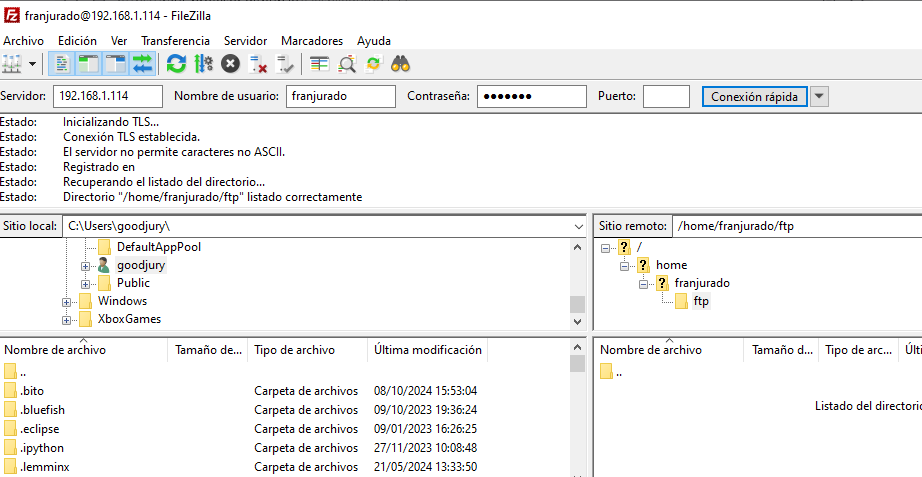 franjurado@192.168.1.114 - FileZilla
Archivo Edición Ver Transferencia Servidor Marcadores Ayuda
Servidor: 192.168.1.114 Nombre de usuario: franjurado Contraseña: ●●●●●●● Puerto: Conexión rápida
Estado: Inicializando TLS...
Estado: Conexión TLS establecida.
Estado: El servidor no permite caracteres no ASCII.
Estado: Registrado en
Estado: Recuperando el listado del directorio...
Estado: Directorio "/home/franjurado/ftp" listado correctamente
Sitio local: C:\Users\goodjury\
DefaultAppPool
goodjury
Public
Windows
XboxGames
Sitio remoto: /home/franjurado/ftp
/
home
franjurado
ftp
Nombre de archivo Tamaño de... Tipo de archivo Última modificación
..
.bito Carpeta de archivos 08/10/2024 15:53:04
.bluefish Carpeta de archivos 09/10/2023 19:36:24
.eclipse Carpeta de archivos 09/01/2023 16:26:25
.ipython Carpeta de archivos 27/11/2023 10:08:48
.lemminx Carpeta de archivos 21/05/2024 13:33:50
Nombre de archivo Tamaño d... Tipo de arc... Últi
..
Listado del directorio